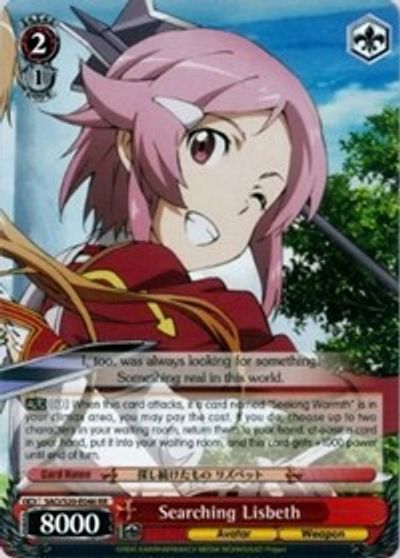 2
1
I, too, was always looking for something!
Something real in this world.
When this card attacks, if a card named "Seeking Warmth" is in
your climax area, you may pay the cost. If you do, choose up to two
characters in your waiting room, return them to your hand, choose a card
in your hand, put it into your waiting room, and this card gets +1000 power
until end of turn.
Card Name 探し続けたもの リズベット
SAO/S20-E046 RR
8000 Searching Lisbeth
Avatar Weapon